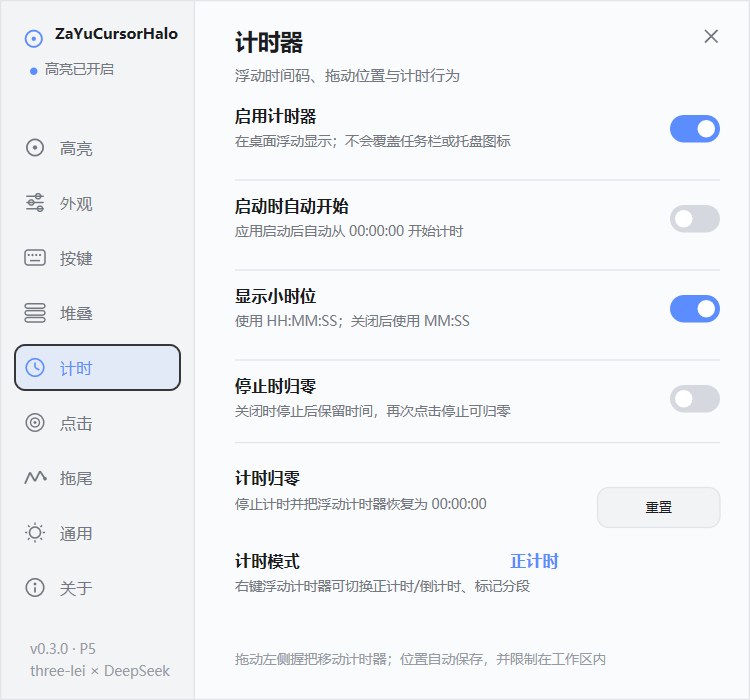 ZaYuCursorHalo
高亮已开启
高亮
外观
按键
堆叠
计时
点击
拖尾
通用
关于
v0.3.0 · P5
three-lei × DeepSeek
计时器
浮动时间码、拖动位置与计时行为
启用计时器
在桌面浮动显示；不会覆盖任务栏或托盘图标
启动时自动开始
应用启动后自动从 00:00:00 开始计时
显示小时位
使用 HH:MM:SS；关闭后使用 MM:SS
停止时归零
关闭时停止后保留时间，再次点击停止可归零
计时归零
停止计时并把浮动计时器恢复为 00:00:00
重置
计时模式
正计时
右键浮动计时器可切换正计时/倒计时、标记分段
拖动左侧握把移动计时器；位置自动保存，并限制在工作区内